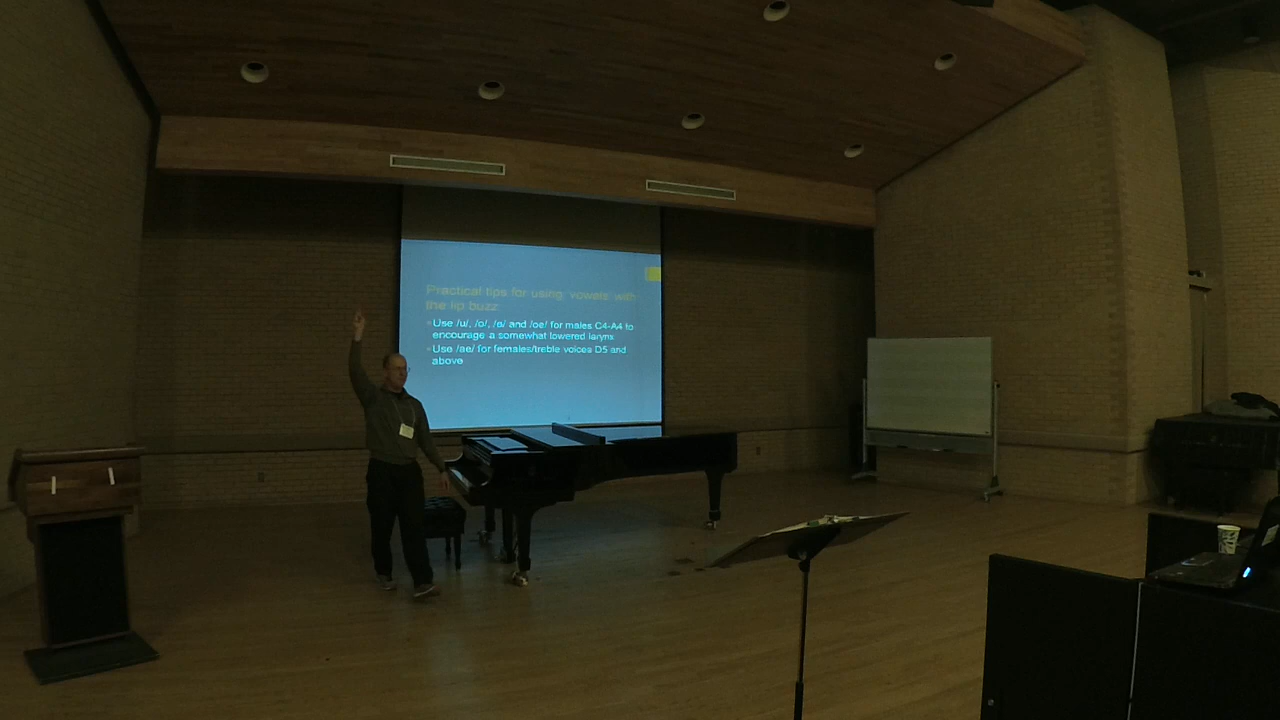 Practical tips for using vowels with
the lip buzz:
Use /u/, /o/, /ʊ/ and /oe/ for males C4-A4 to
encourage a somewhat lowered larynx
Use /ae/ for females/treble voices D5 and
above